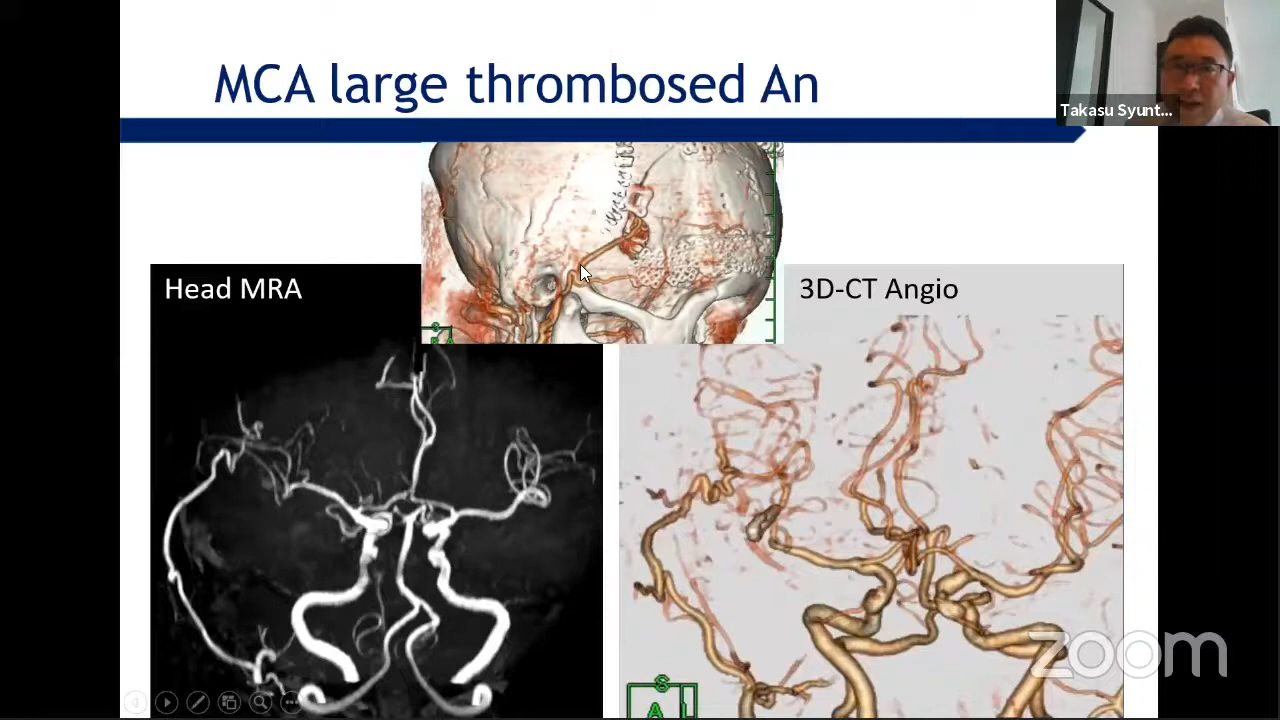 MCA large thrombosed An
Takasu Syunt...
Head MRA
3D-CT Angio
S
A
zoom